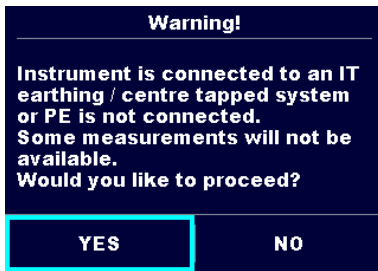 Warning!
Instrument is connected to an IT
earthing / centre tapped system
or PE is not connected.
Some measurements will not be
available.
Would you like to proceed?
YES
NO